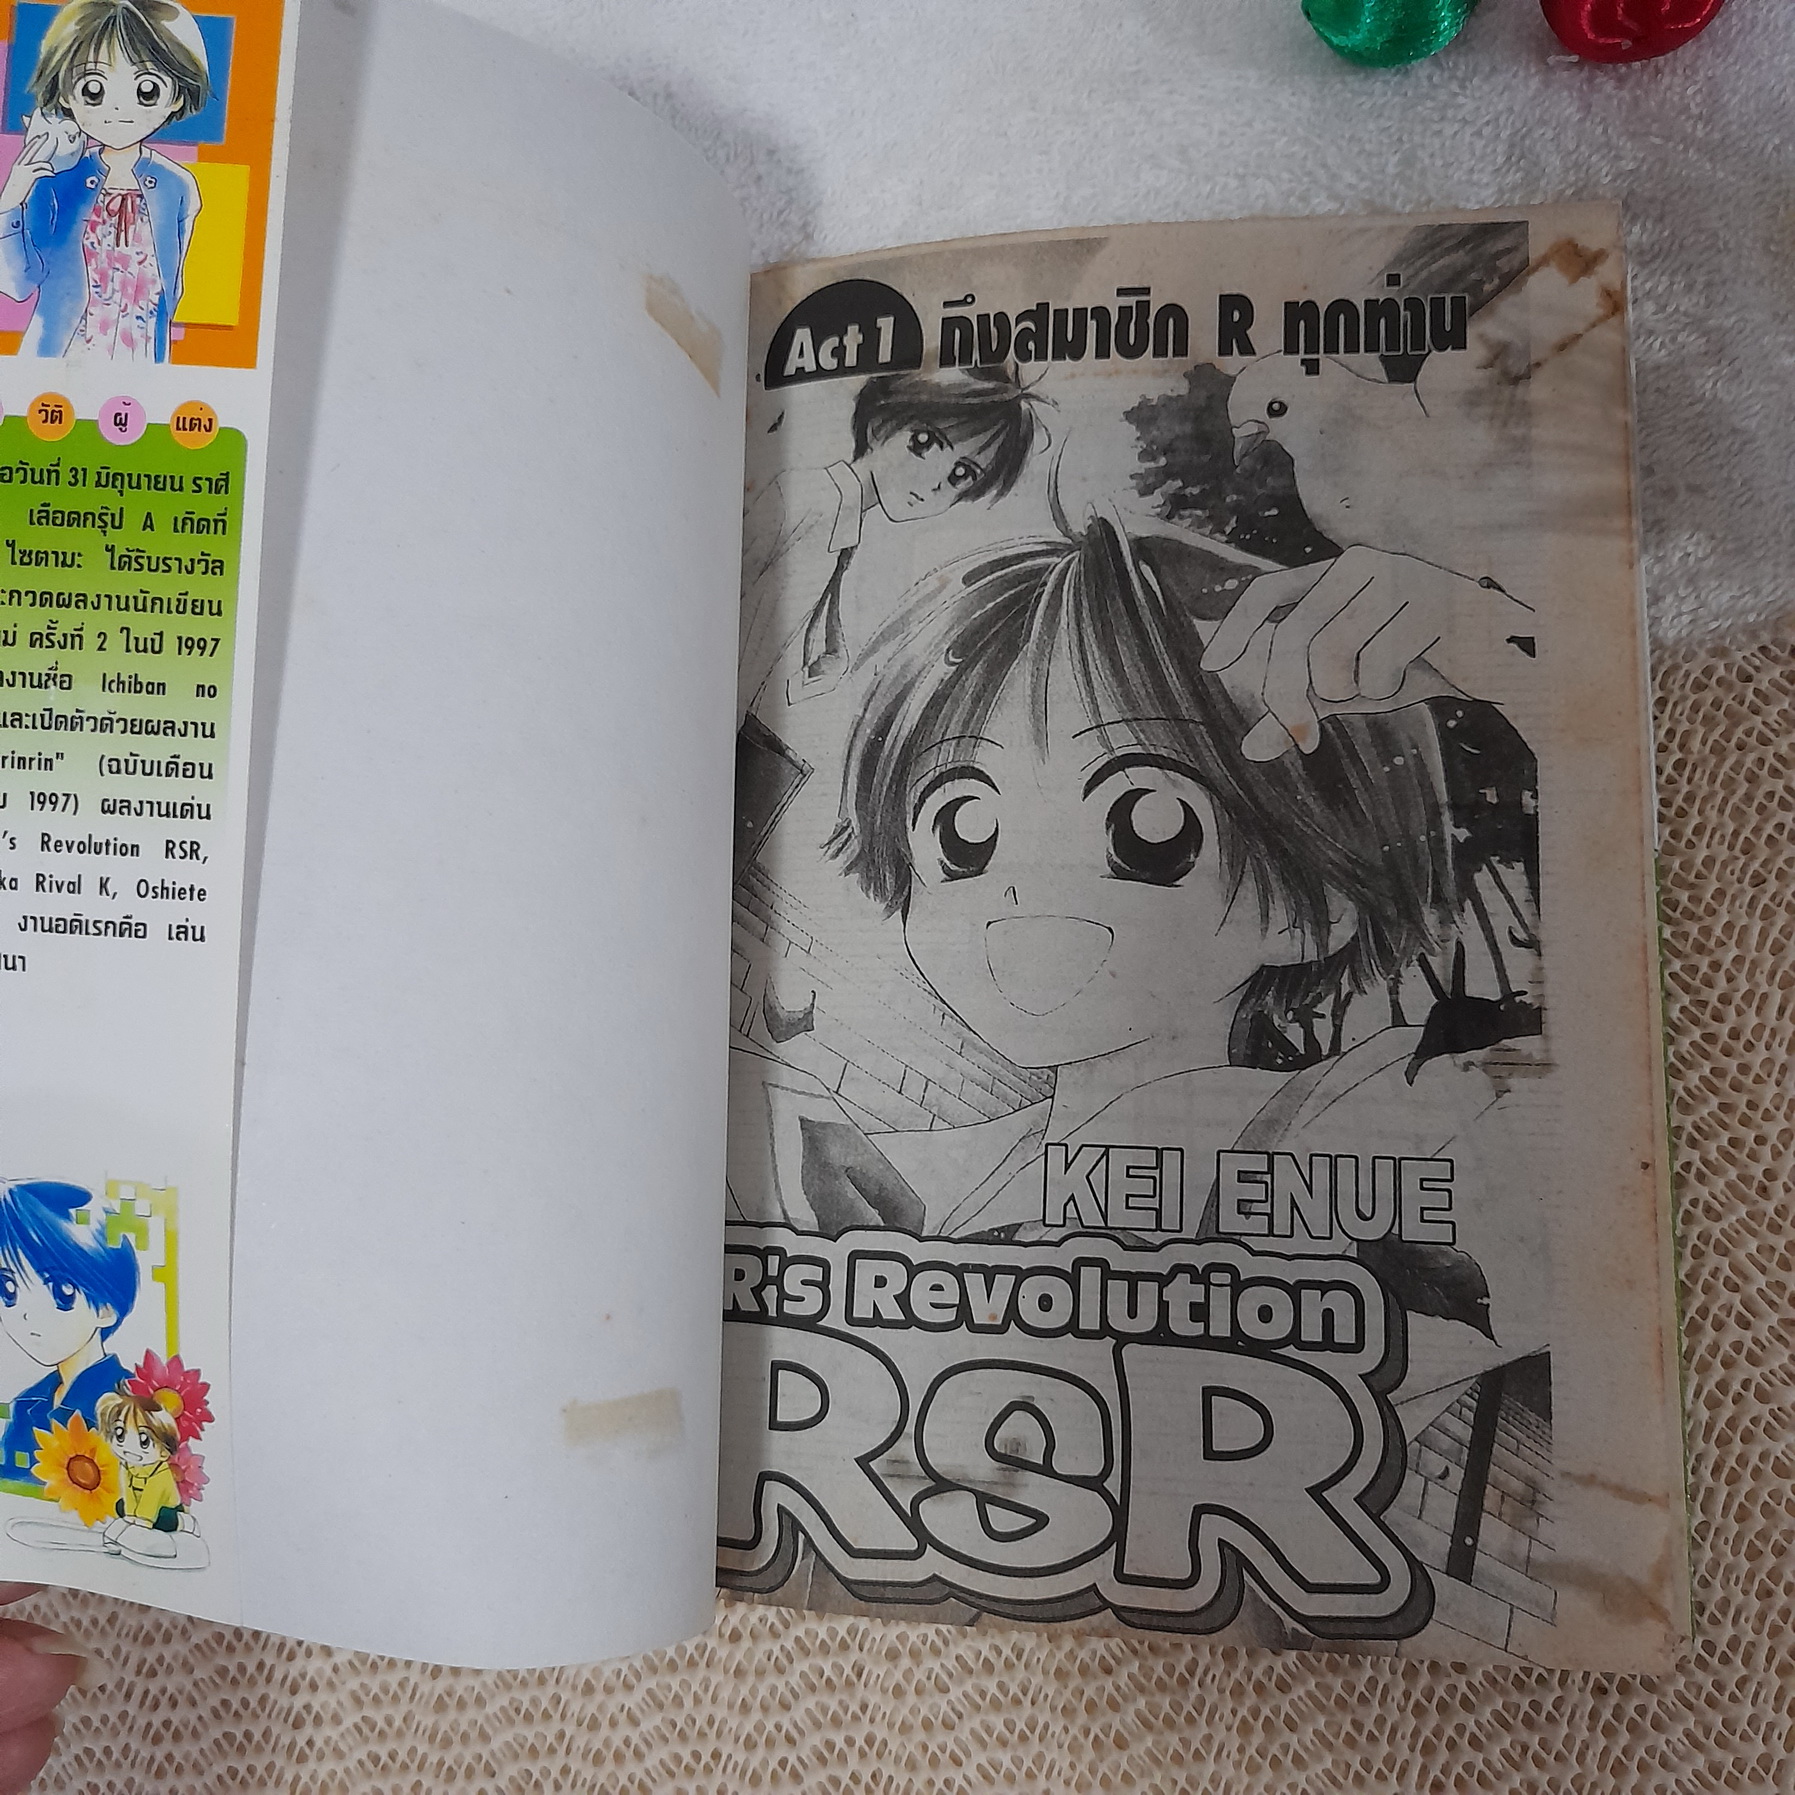 วัติ ผู้ แต่ง
อวันที่ 31 มิถุนายน ราศี
เลือดกรุ๊ป A เกิดที่
ไซตามะ ได้รับรางวัล
ะกวดผลงานนักเขียน
ม่ ครั้งที่ 2 ในปี 1997
งานชื่อ Ichiban no
และเปิดตัวด้วยผลงาน
rinrin" (ฉบับเดือน
1997) ผลงานเด่น
's Revolution RSR,
ka Rival K, Oshiete
งานอดิเรกคือ เล่น
นา
Act 1 ถึงสมาชิก R ทุกท่าน
KEI ENUE
R's Revolution
RSR